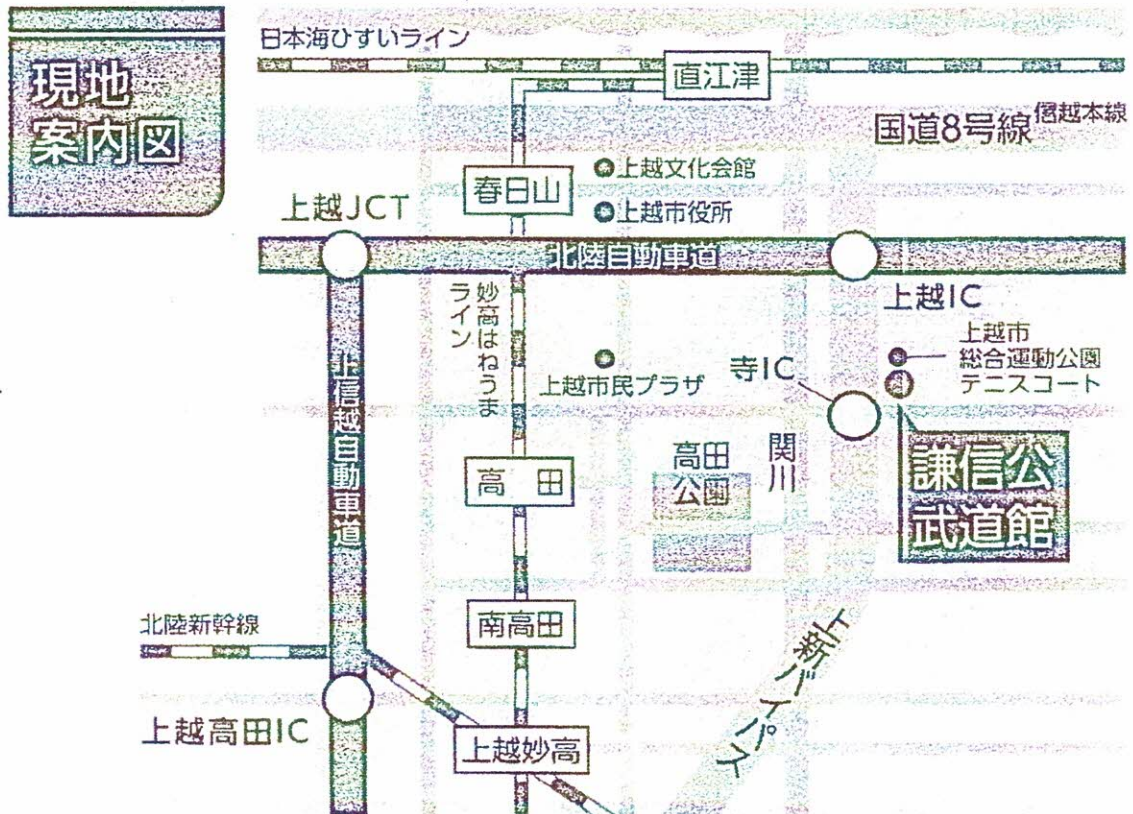 現地
案内図
日本海ひすいライン
直江津
国道8号線
信越本線
春日山
上越文化会館
上越市役所
上越JCT
北陸自動車道
上越IC
妙高はねうま
ライン
上信越自動車道
上越市民プラザ
寺IC
上越市
総合運動公園
テニスコート
謙信公
武道館
高田
高田
公園
関川
南高田
北陸新幹線
上新バイパス
上越高田IC
上越妙高